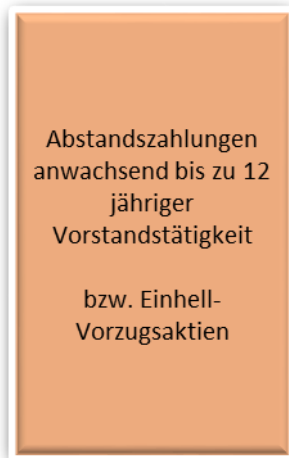 Abstandszahlungen
anwachsend bis zu 12
jähriger
Vorstandstätigkeit
bzw. Einhell-
Vorzugsaktien